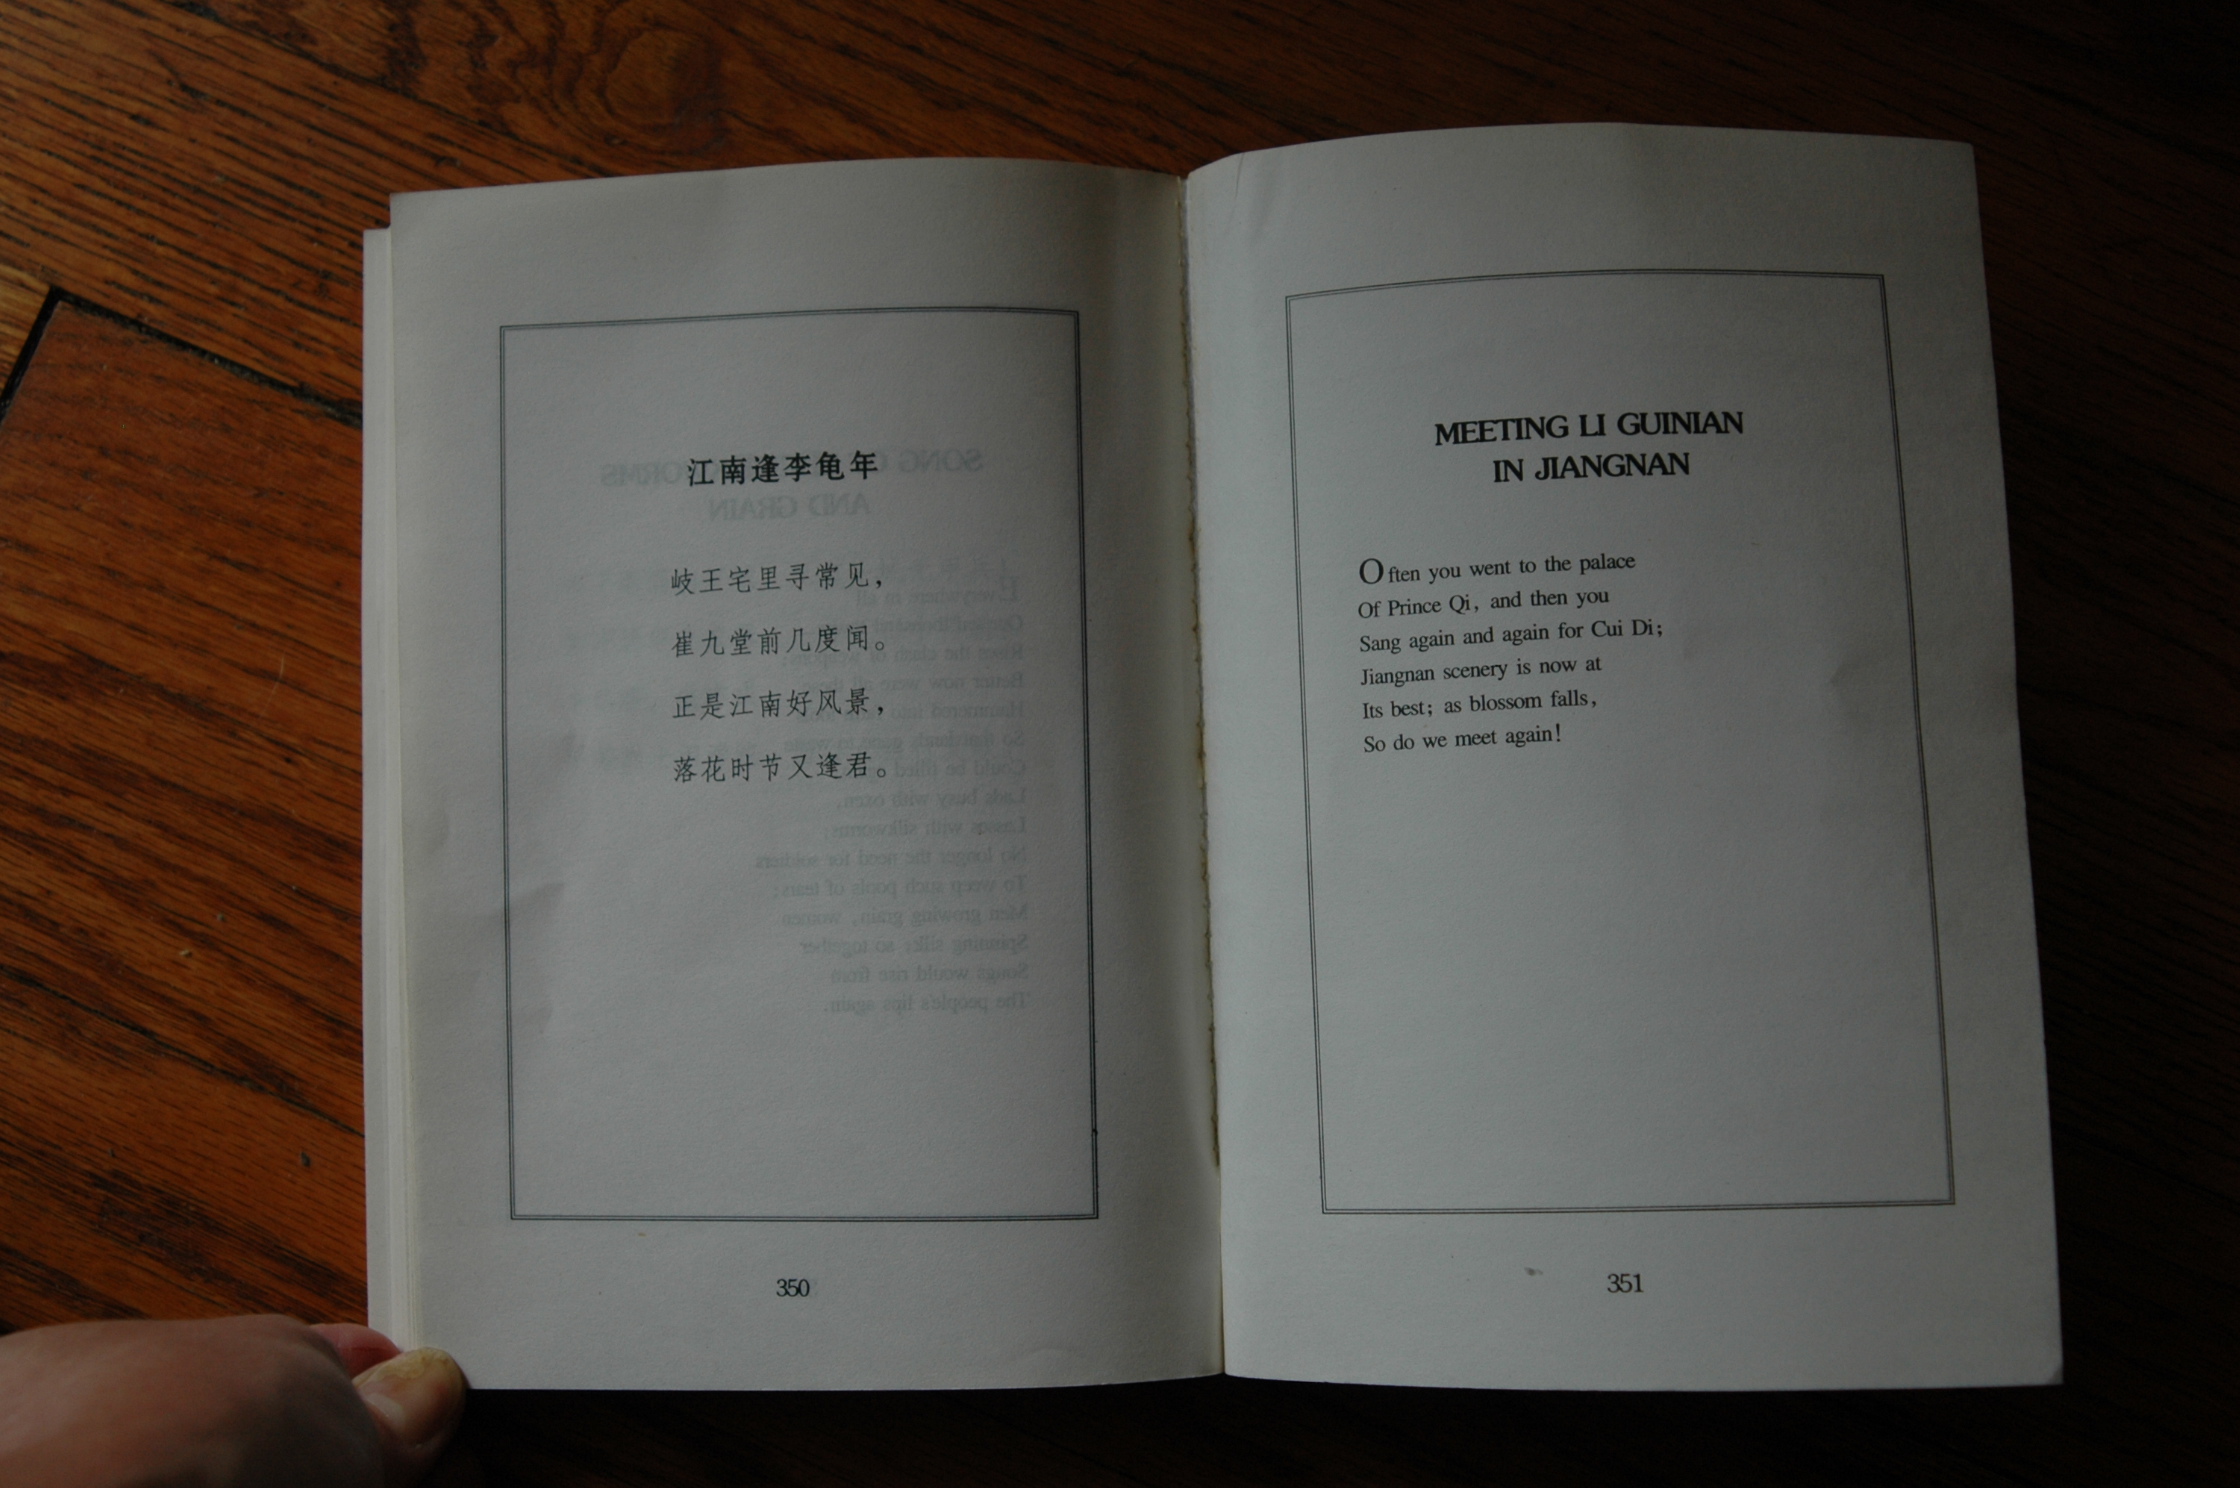 江南逢李龟年
岐王宅里寻常见，
崔九堂前几度闻。
正是江南好风景，
落花时节又逢君。
350
MEETING LI GUINIAN
IN JIANGNAN
Often you went to the palace
Of Prince Qi, and then you
Sang again and again for Cui Di;
Jiangnan scenery is now at
Its best; as blossom falls,
So do we meet again!
351